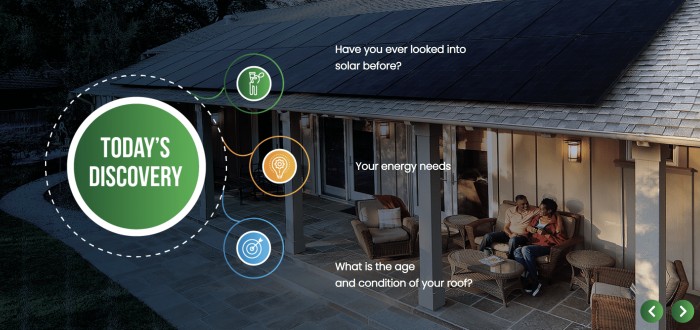 TODAY'S
DISCOVERY
Have you ever looked into
solar before?
Your energy needs
What is the age
and condition of your roof?